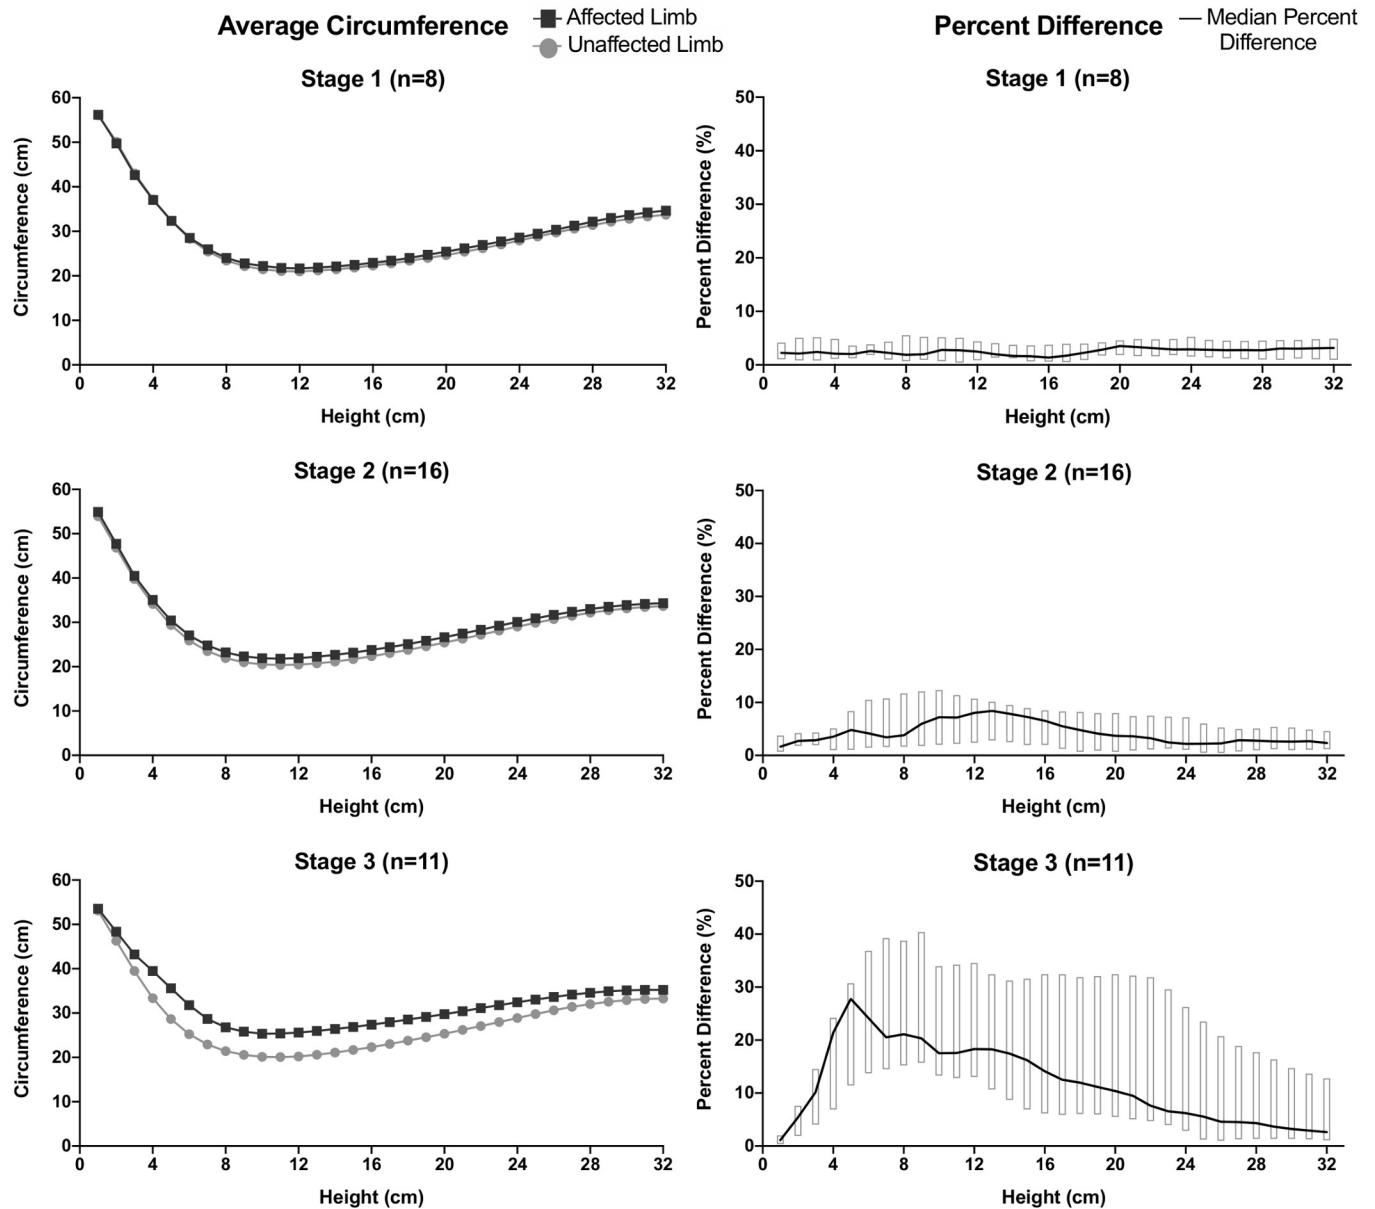 Average Circumference
Affected Limb
Unaffected Limb
Percent Difference
Median Percent
Difference
Stage 1 (n=8)
Circumference (cm)
60
50
40
30
20
10
0
0 4 8 12 16 20 24 28 32
Height (cm)
Stage 1 (n=8)
Percent Difference (%)
50
40
30
20
10
0
0 4 8 12 16 20 24 28 32
Height (cm)
Stage 2 (n=16)
Circumference (cm)
60
50
40
30
20
10
0
0 4 8 12 16 20 24 28 32
Height (cm)
Stage 2 (n=16)
Percent Difference (%)
50
40
30
20
10
0
0 4 8 12 16 20 24 28 32
Height (cm)
Stage 3 (n=11)
Circumference (cm)
60
50
40
30
20
10
0
0 4 8 12 16 20 24 28 32
Height (cm)
Stage 3 (n=11)
Percent Difference (%)
50
40
30
20
10
0
0 4 8 12 16 20 24 28 32
Height (cm)